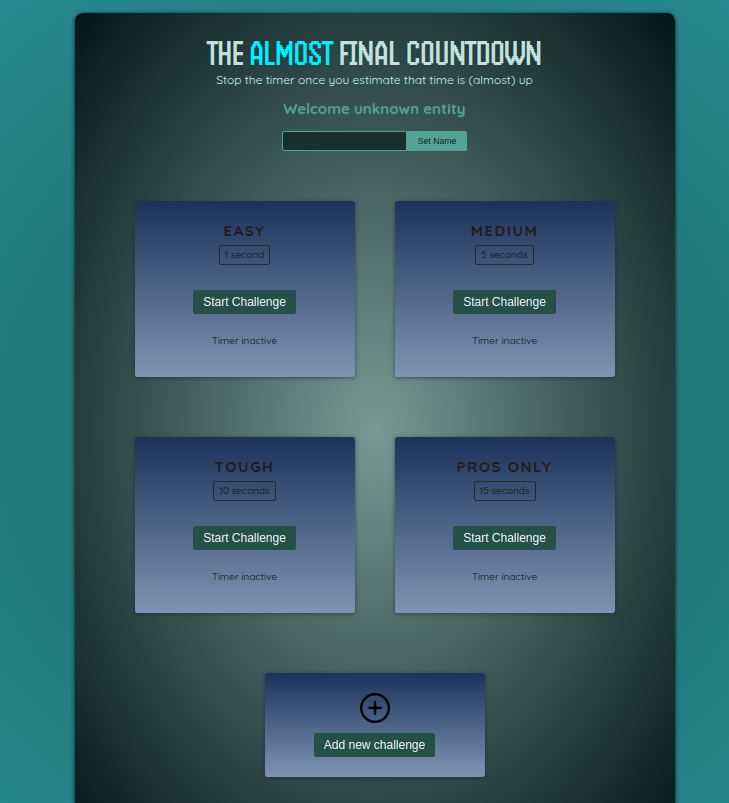 THE ALMOST FINAL COUNTDOWN
Stop the timer once you estimate that time is (almost) up
Welcome unknown entity
Set Name
EASY
1 second
Start Challenge
Timer inactive
MEDIUM
5 seconds
Start Challenge
Timer inactive
TOUGH
10 seconds
Start Challenge
Timer inactive
PROS ONLY
15 seconds
Start Challenge
Timer inactive
Add new challenge